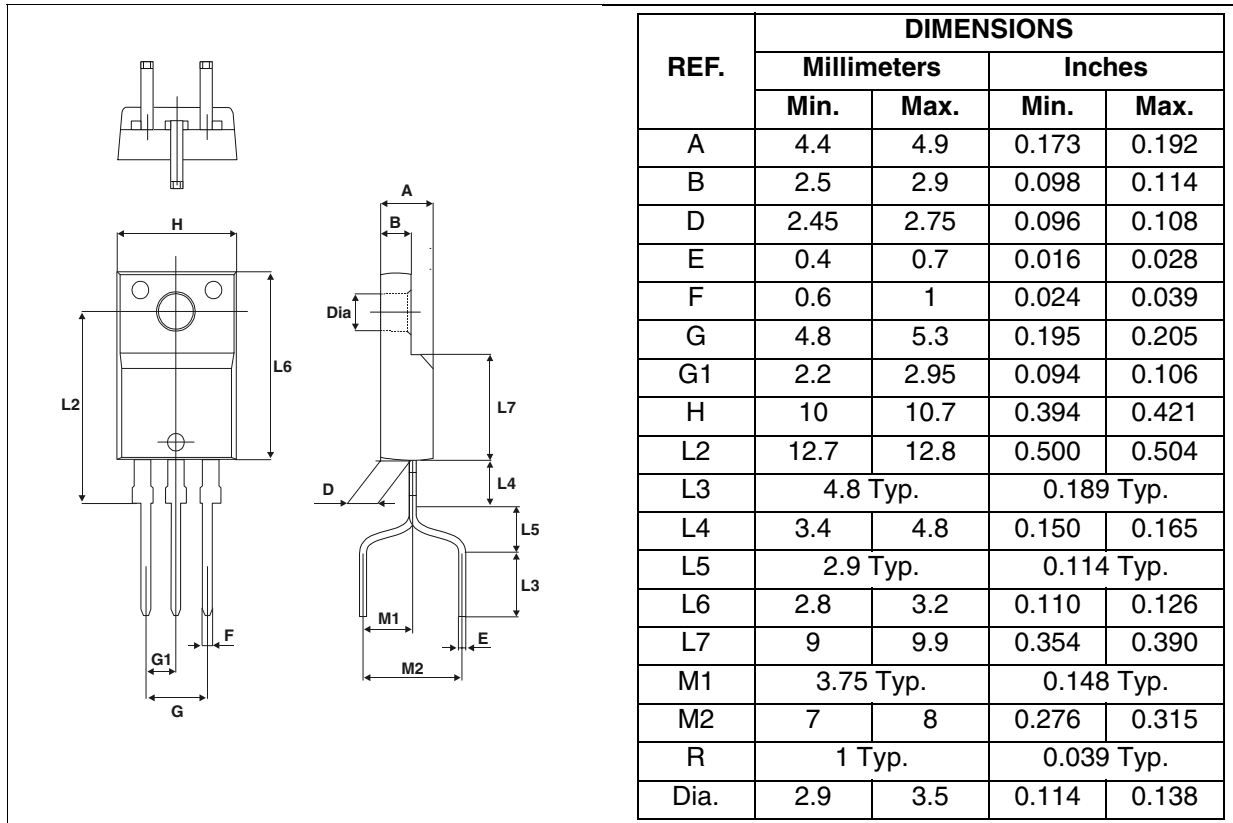 A
B
H
Dia
L6
L2
L7
L4
D
L5
L3
M1
F
E
G1
M2
G
DIMENSIONS
REF. Millimeters Inches
Min. Max. Min. Max.
A 4.4 4.9 0.173 0.192
B 2.5 2.9 0.098 0.114
D 2.45 2.75 0.096 0.108
E 0.4 0.7 0.016 0.028
F 0.6 1 0.024 0.039
G 4.8 5.3 0.195 0.205
G1 2.2 2.95 0.094 0.106
H 10 10.7 0.394 0.421
L2 12.7 12.8 0.500 0.504
L3 4.8 Typ. 0.189 Typ.
L4 3.4 4.8 0.150 0.165
L5 2.9 Typ. 0.114 Typ.
L6 2.8 3.2 0.110 0.126
L7 9 9.9 0.354 0.390
M1 3.75 Typ. 0.148 Typ.
M2 7 8 0.276 0.315
R 1 Typ. 0.039 Typ.
Dia. 2.9 3.5 0.114 0.138